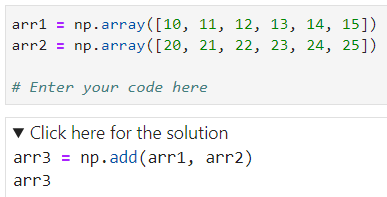 arr1 = np.array([10, 11, 12, 13, 14, 15])
arr2 = np.array([20, 21, 22, 23, 24, 25])
# Enter your code here
▼ Click here for the solution
arr3 = np.add(arr1, arr2)
arr3